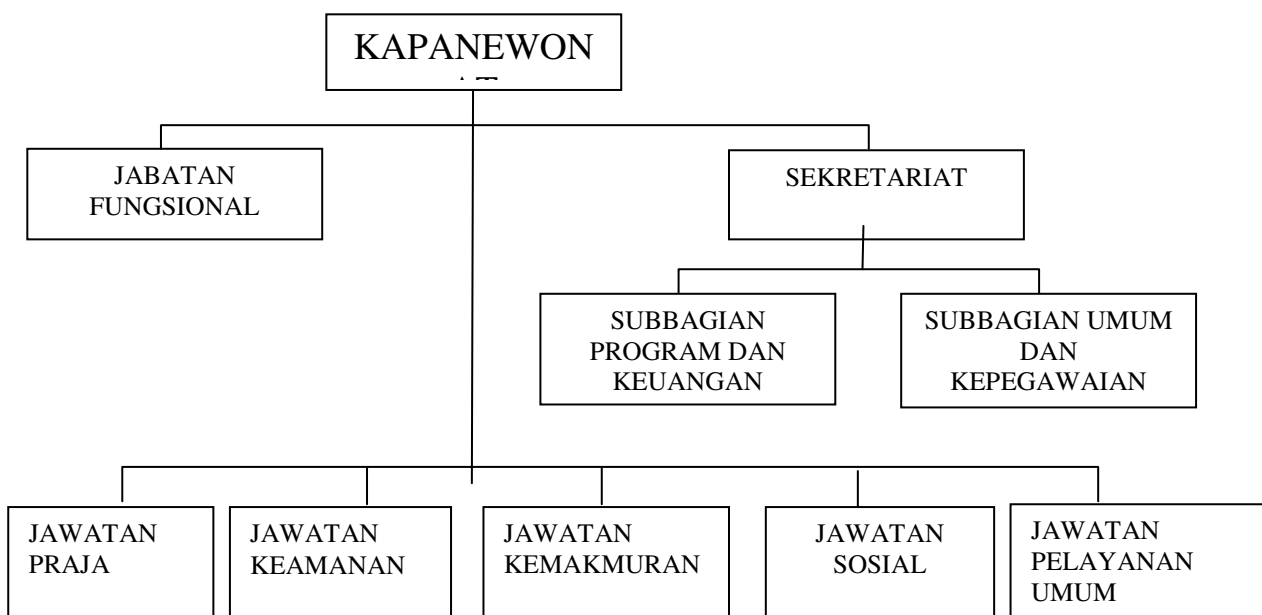 KAPANEWON
JABATAN
FUNGSIONAL
SEKRETARIAT
SUBBAGIAN
PROGRAM DAN
KEUANGAN
SUBBAGIAN UMUM
DAN
KEPEGAWAIAN
JAWATAN
PRAJA
JAWATAN
KEAMANAN
JAWATAN
KEMAKMURAN
JAWATAN
SOSIAL
JAWATAN
PELAYANAN
UMUM